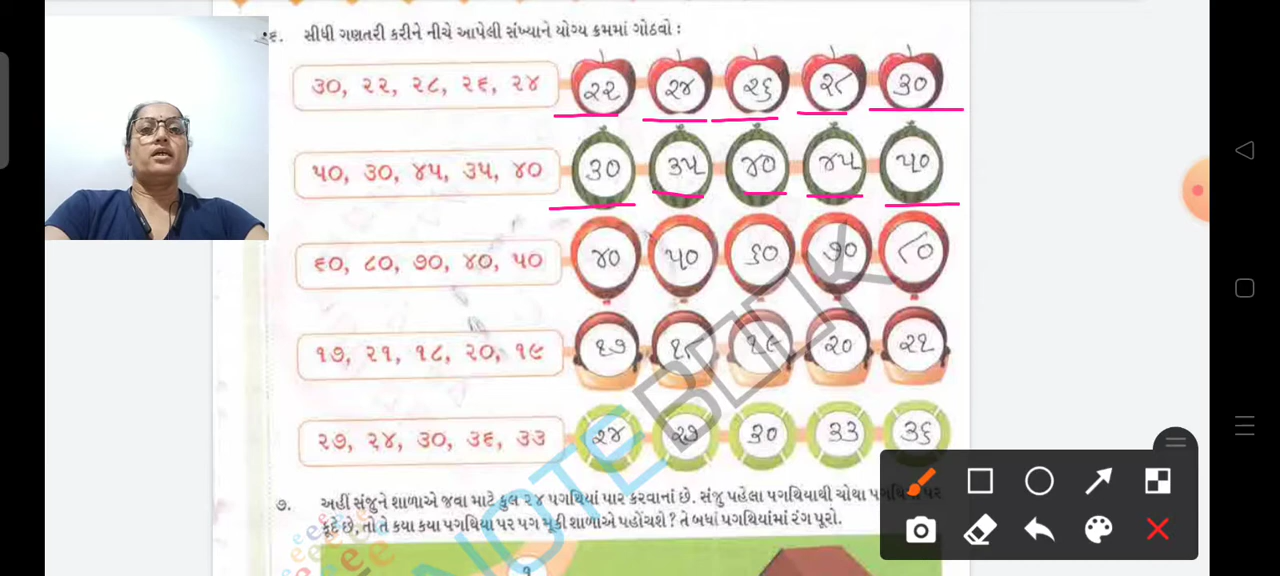 ૬. સીધી ગણતરી કરીને નીચે આપેલી સંખ્યાને યોગ્ય ક્રમમાં ગોઠવો :
૩૦, ૨૨, ૨૮, ૨૬, ૨૪ ૨૨ ૨૪ ૨૬ ૨૮ ૩૦
૫૦, ૩૦, ૪૫, ૩૫, ૪૦ ૩૦ ૩૫ ૪૦ ૪૫ ૫૦
૬૦, ૮૦, ૭૦, ૪૦, ૫૦ ૪૦ ૫૦ ૬૦ ૭૦ ૮૦
૧૭, ૨૧, ૧૮, ૨૦, ૧૯ ૧૭ ૧૮ ૧૯ ૨૦ ૨૧
૨૭, ૨૪, ૩૦, ૩૬, ૩૩ ૨૪ ૨૭ ૩૦ ૩૩ ૩૬
૭. અહીં સંજુને શાળાએ જવા માટે કુલ ૨૪ પગથિયાં પાર કરવાનાં છે. સંજુ પહેલા પગથિયાથી ચોથા પગથિયા પર
કૂદે છે, તો તે કયા કયા પગથિયા પર પગ મૂકી શાળાએ પહોંચશે? તે બધાં પગથિયાંમાં રંગ પૂરો.
૧